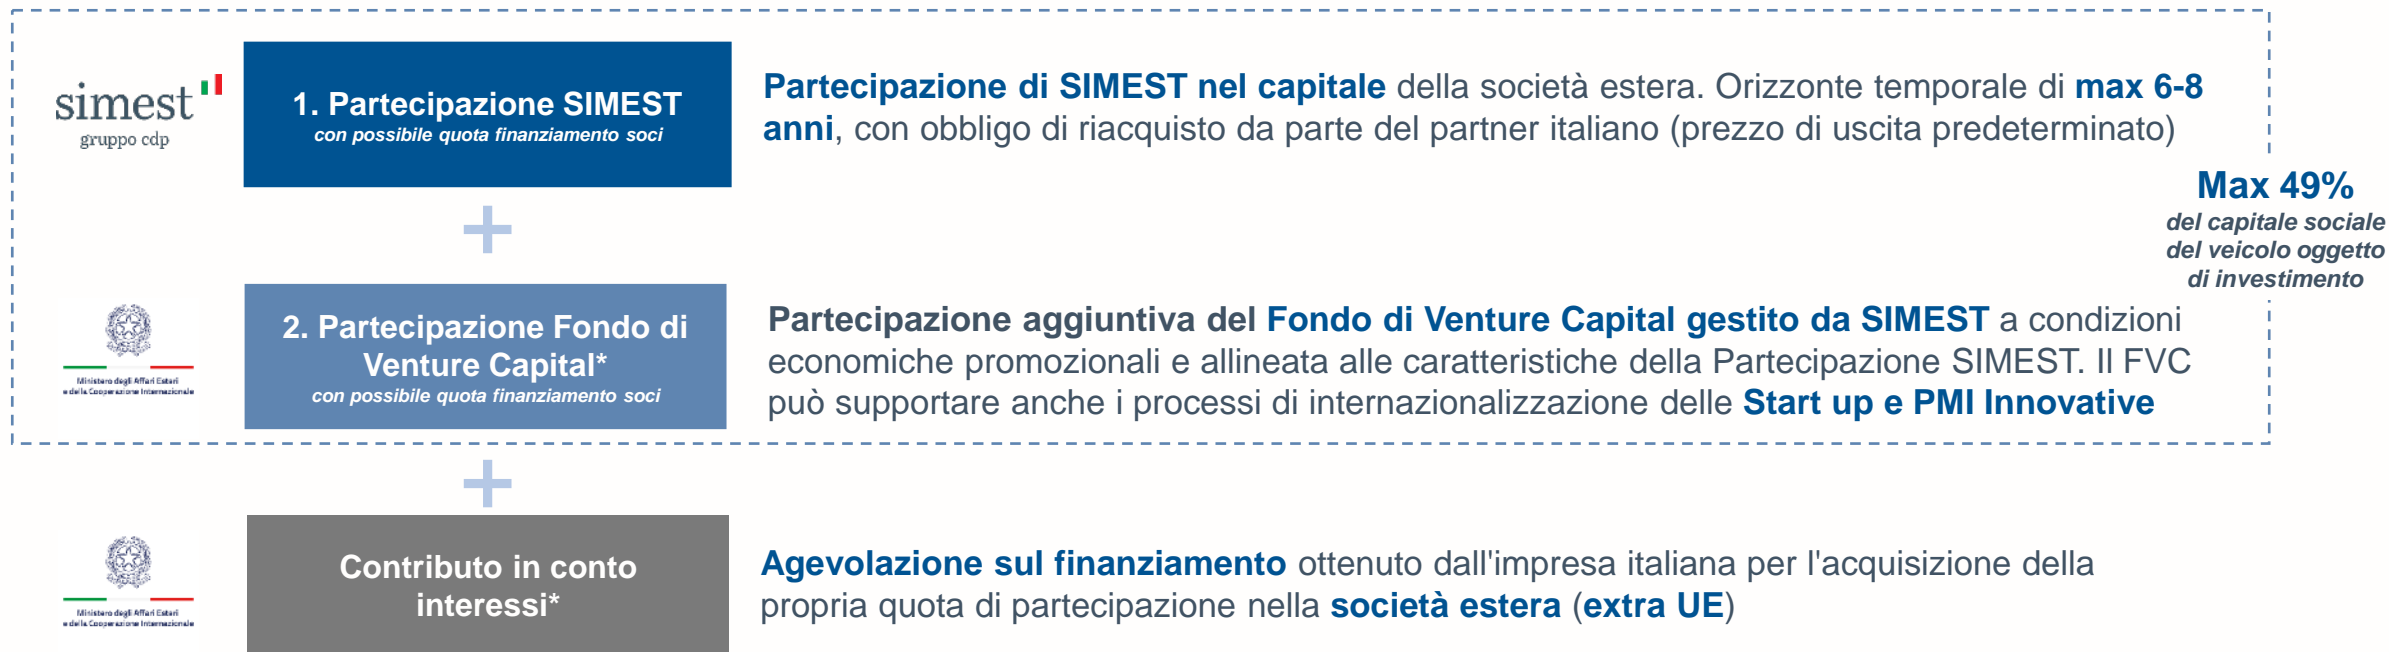 simest
gruppo cdp
1. Partecipazione SIMEST
con possibile quota finanziamento soci
Partecipazione di SIMEST nel capitale della società estera. Orizzonte temporale di max 6-8
anni, con obbligo di riacquisto da parte del partner italiano (prezzo di uscita predeterminato)
Max 49%
del capitale sociale
del veicolo oggetto
di investimento
+
Ministero degli Affari Esteri
e della Cooperazione Internazionale
2. Partecipazione Fondo di
Venture Capital*
con possibile quota finanziamento soci
Partecipazione aggiuntiva del Fondo di Venture Capital gestito da SIMEST a condizioni
economiche promozionali e allineata alle caratteristiche della Partecipazione SIMEST. Il FVC
può supportare anche i processi di internazionalizzazione delle Start up e PMI Innovative
+
Ministero degli Affari Esteri
e della Cooperazione Internazionale
Contributo in conto
interessi*
Agevolazione sul finanziamento ottenuto dall'impresa italiana per l'acquisizione della
propria quota di partecipazione nella società estera (extra UE)